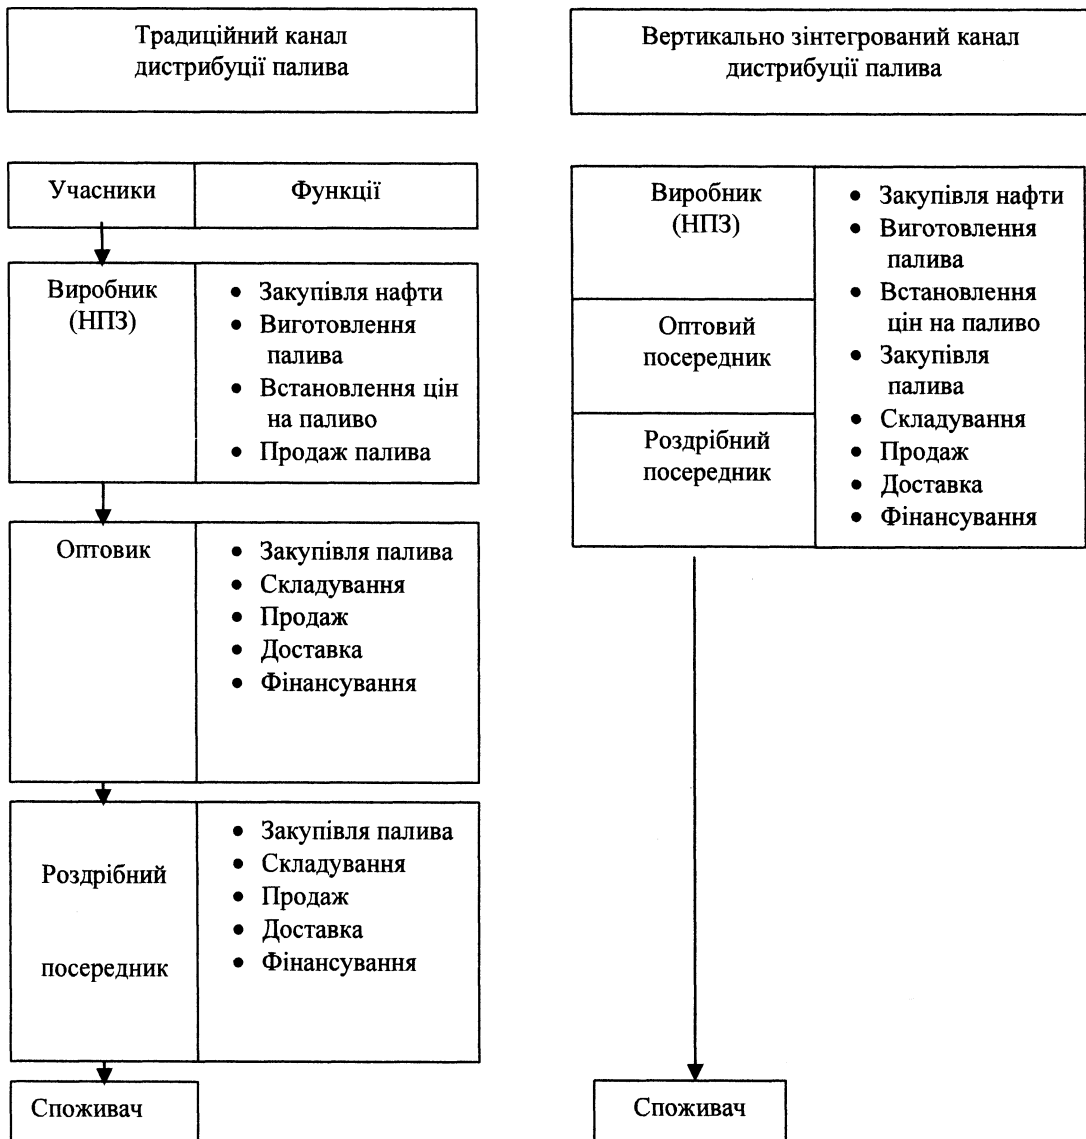 Традиційний канал
дистрибуції палива
Вертикально зінтегрований канал
дистрибуції палива
Учасники
Функції
Виробник
(НПЗ)
• Закупівля нафти
• Виготовлення
палива
• Встановлення цін
на паливо
• Продаж палива
Оптовик
• Закупівля палива
• Складування
• Продаж
• Доставка
• Фінансування
Роздрібний
посередник
• Закупівля палива
• Складування
• Продаж
• Доставка
• Фінансування
Споживач
Виробник
(НПЗ)
Оптовий
посередник
Роздрібний
посередник
• Закупівля нафти
• Виготовлення
палива
• Встановлення
цін на паливо
• Закупівля
палива
• Складування
• Продаж
• Доставка
• Фінансування
Споживач